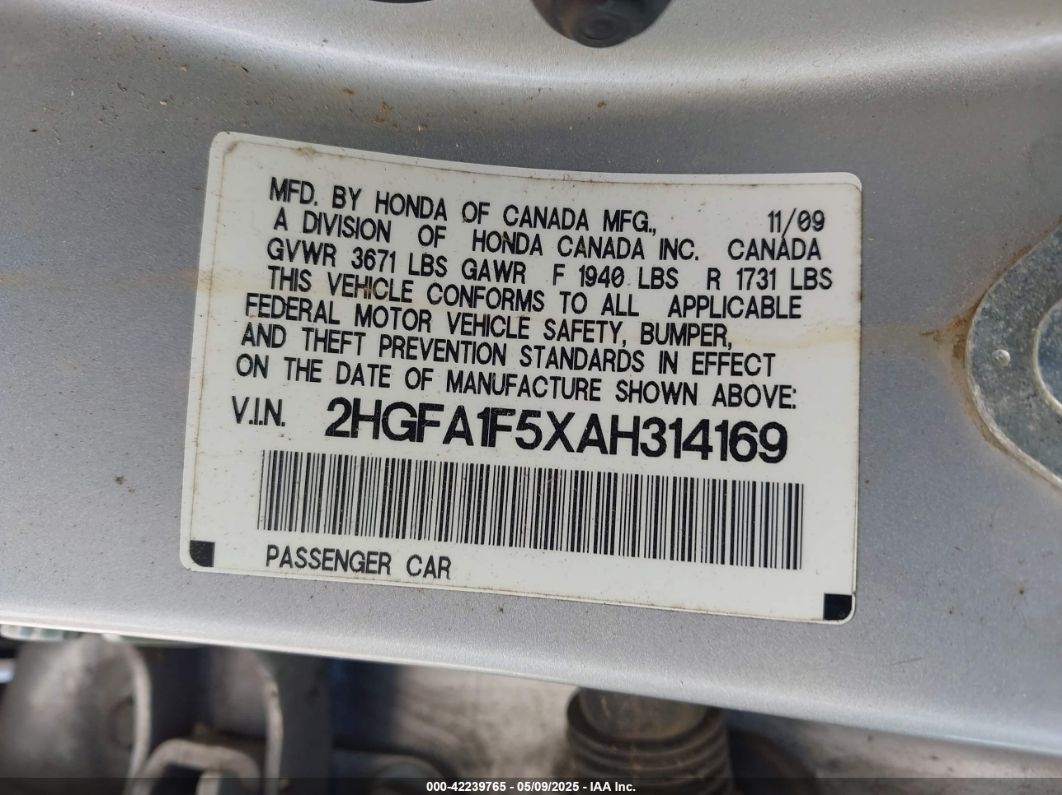 MFD. BY HONDA OF CANADA MFG., 11/09
A DIVISION OF HONDA CANADA INC. CANADA
GVWR 3671 LBS GAWR F 1940 LBS R 1731 LBS
THIS VEHICLE CONFORMS TO ALL APPLICABLE
FEDERAL MOTOR VEHICLE SAFETY, BUMPER,
AND THEFT PREVENTION STANDARDS IN EFFECT
ON THE DATE OF MANUFACTURE SHOWN ABOVE:
V.I.N. 2HGFA1F5XAH314169
PASSENGER CAR
000-42239765 - 05/09/2025 - IAA Inc.